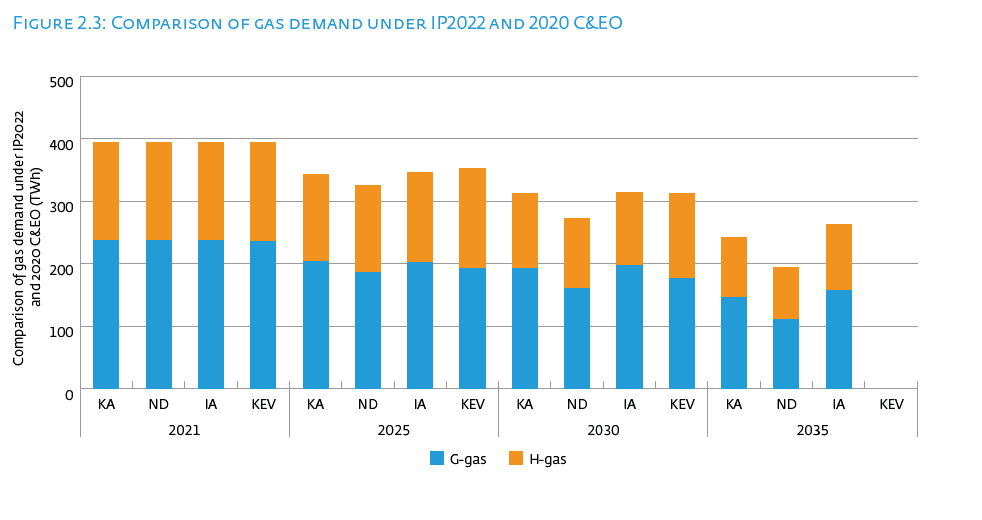 FIGURE 2.3: COMPARISON OF GAS DEMAND UNDER IP2022 AND 2020 C&EO
Comparison of gas demand under IP2022
and 2020 C&EO (TWh)
500
400
300
200
100
0
KA ND IA KEV KA ND IA KEV KA ND IA KEV KA ND IA KEV
2021 2025 2030 2035
G-gas H-gas